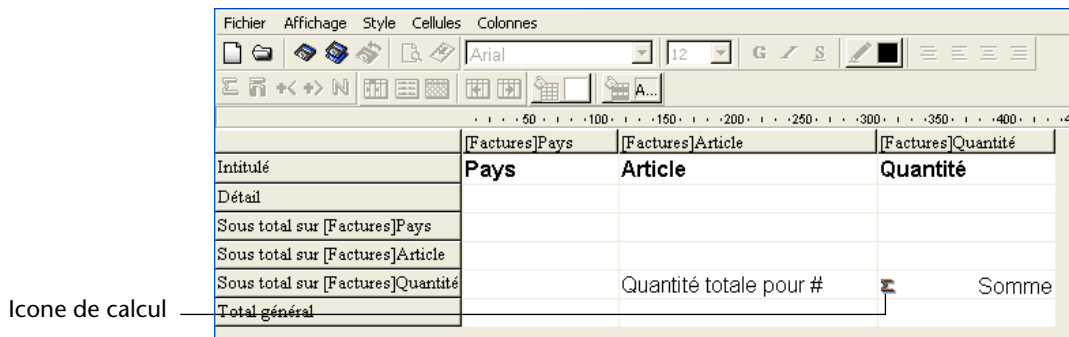 Fichier Affichage Style Cellules Colonnes
Arial 12 G I S
N A...
50 100 150 200 250 300 350 400
[Factures]Pays [Factures]Article [Factures]Quantité
Intitulé Pays Article Quantité
Détail
Sous total sur [Factures]Pays
Sous total sur [Factures]Article
Sous total sur [Factures]Quantité Quantité totale pour # Σ Somme
Icone de calcul
Total général